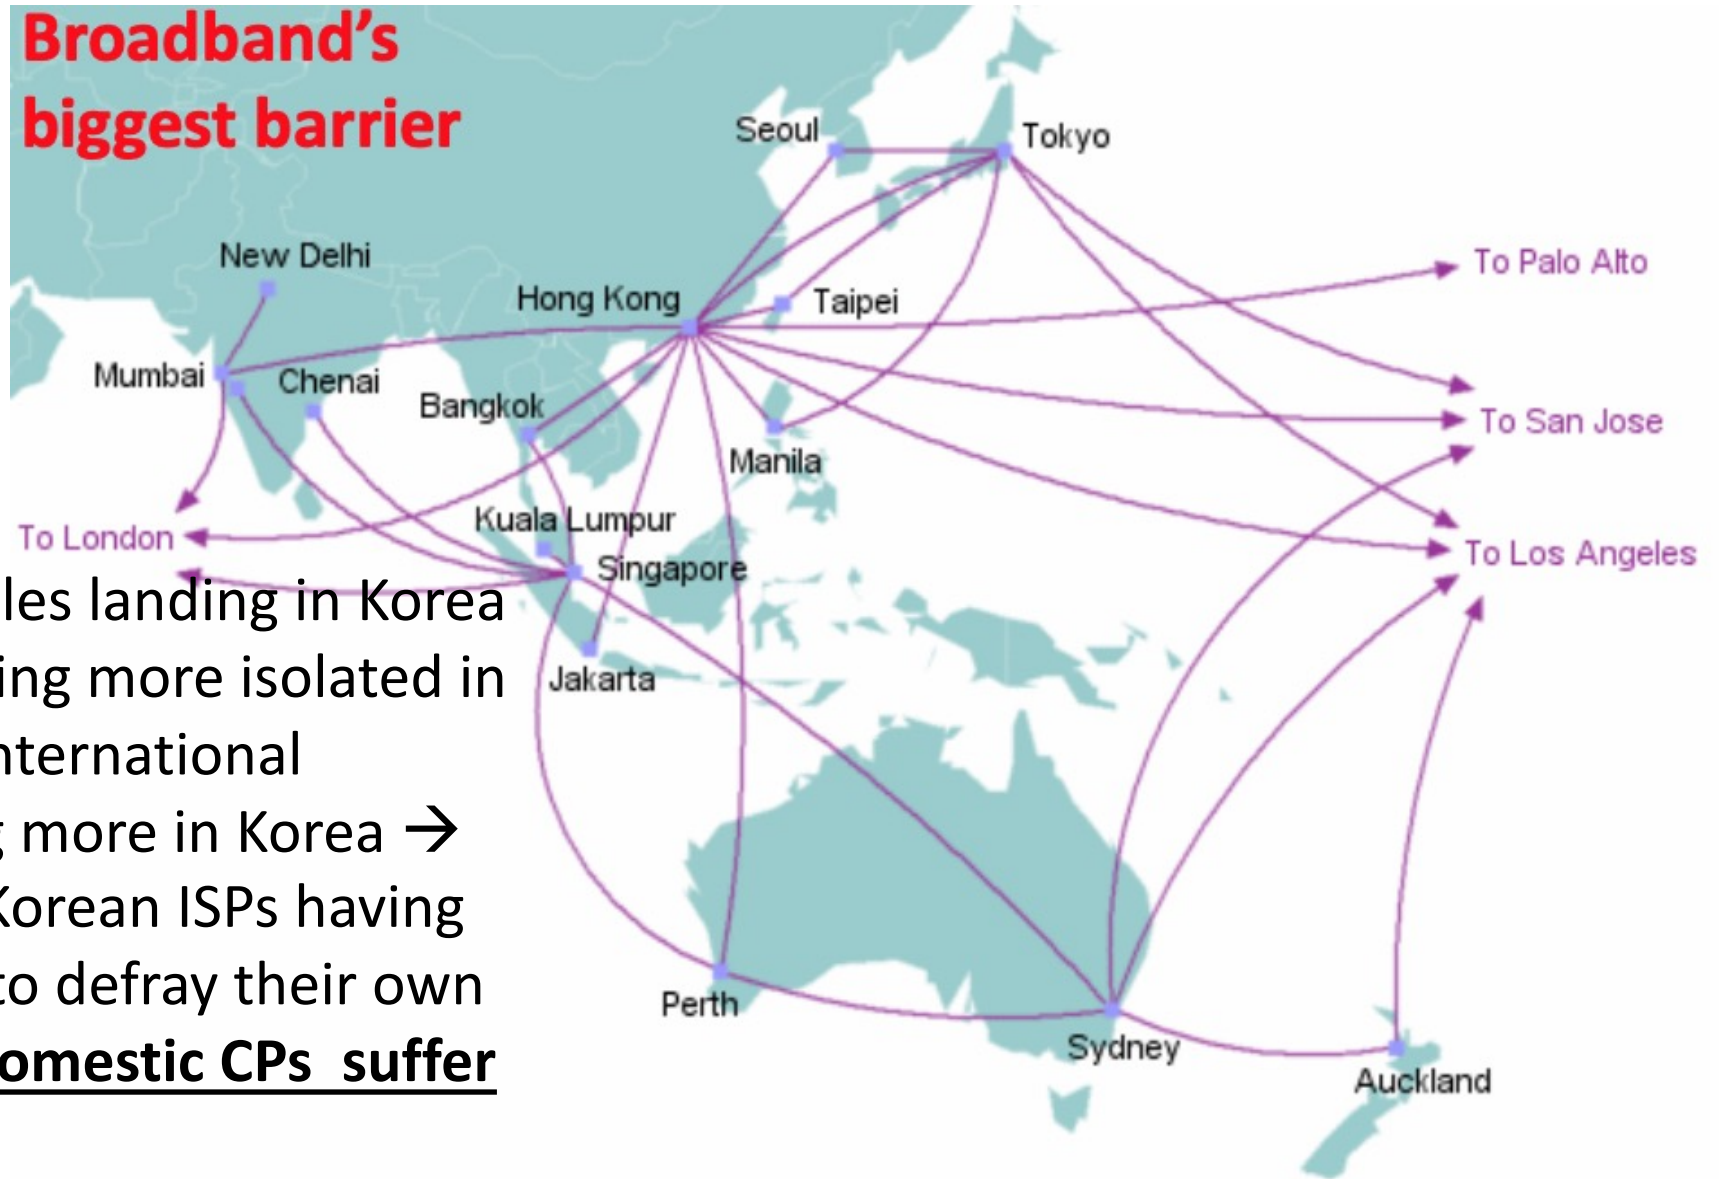 Broadband's
biggest barrier
Seoul
Tokyo
New Delhi
To Palo Alto
Hong Kong
Taipei
Mumbai
Chenai
Bangkok
To San Jose
Manila
Kuala Lumpur
To London
To Los Angeles
Singapore
les landing in Korea
ing more isolated in
Jakarta
nternational
g more in Korea →
Korean ISPs having
to defray their own
Perth
omestic CPs  suffer
Sydney
Auckland